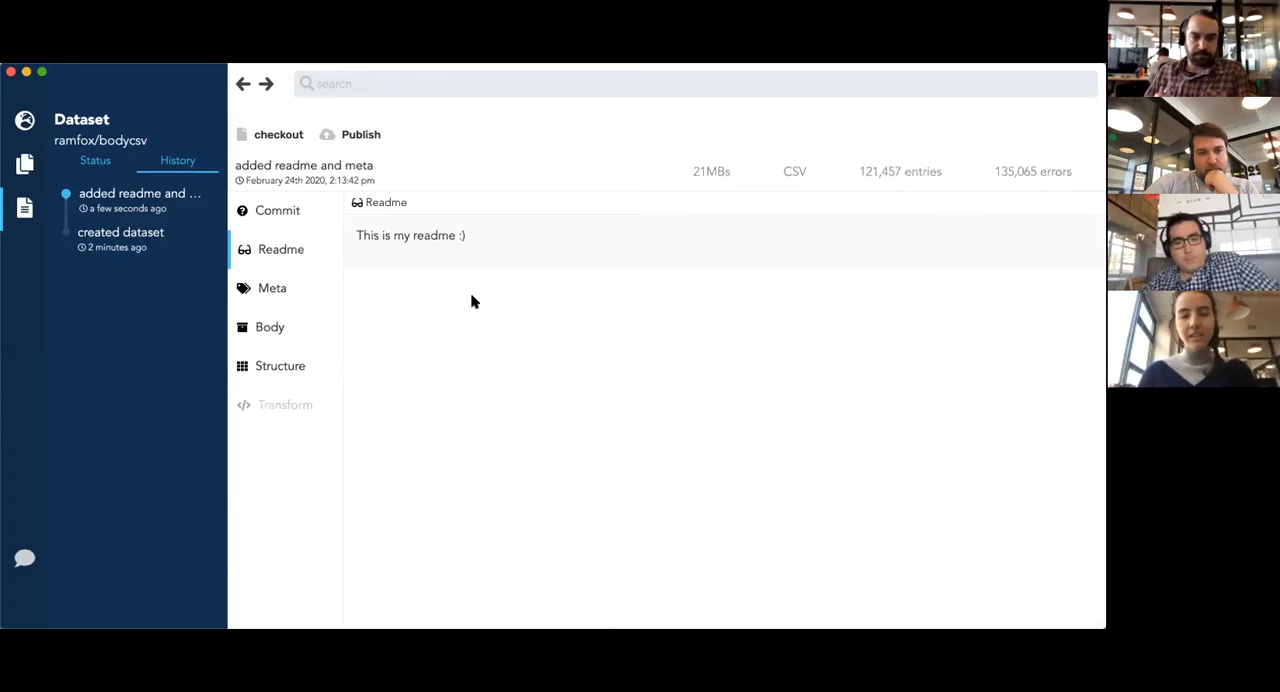 Dataset
ramfox/bodycsv
Status History
added readme and ...
a few seconds ago
created dataset
2 minutes ago
search
checkout Publish
added readme and meta
February 24th 2020, 2:13:42 pm
21MBs CSV 121,457 entries 135,065 errors
Commit
Readme
Meta
Body
Structure
Transform
Readme
This is my readme :)